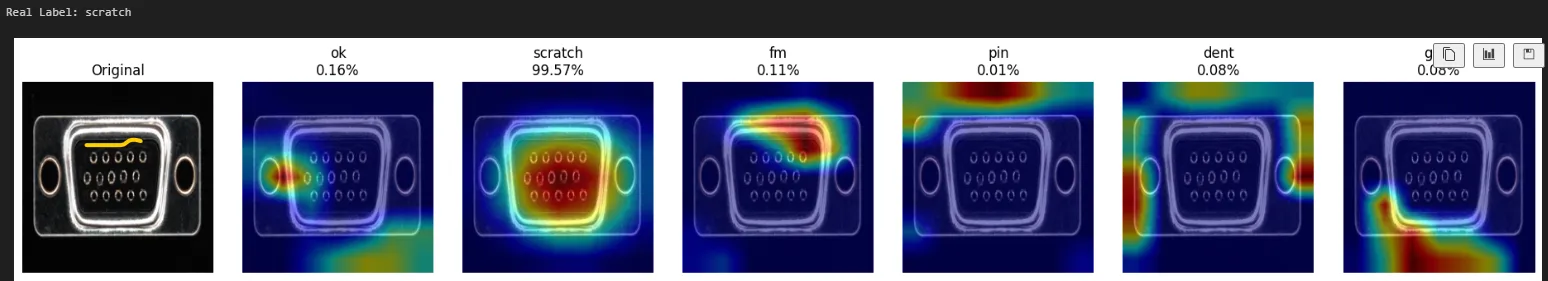 Real Label: scratch
Original
ok
0.16%
scratch
99.57%
fm
0.11%
pin
0.01%
dent
0.08%
0.08%